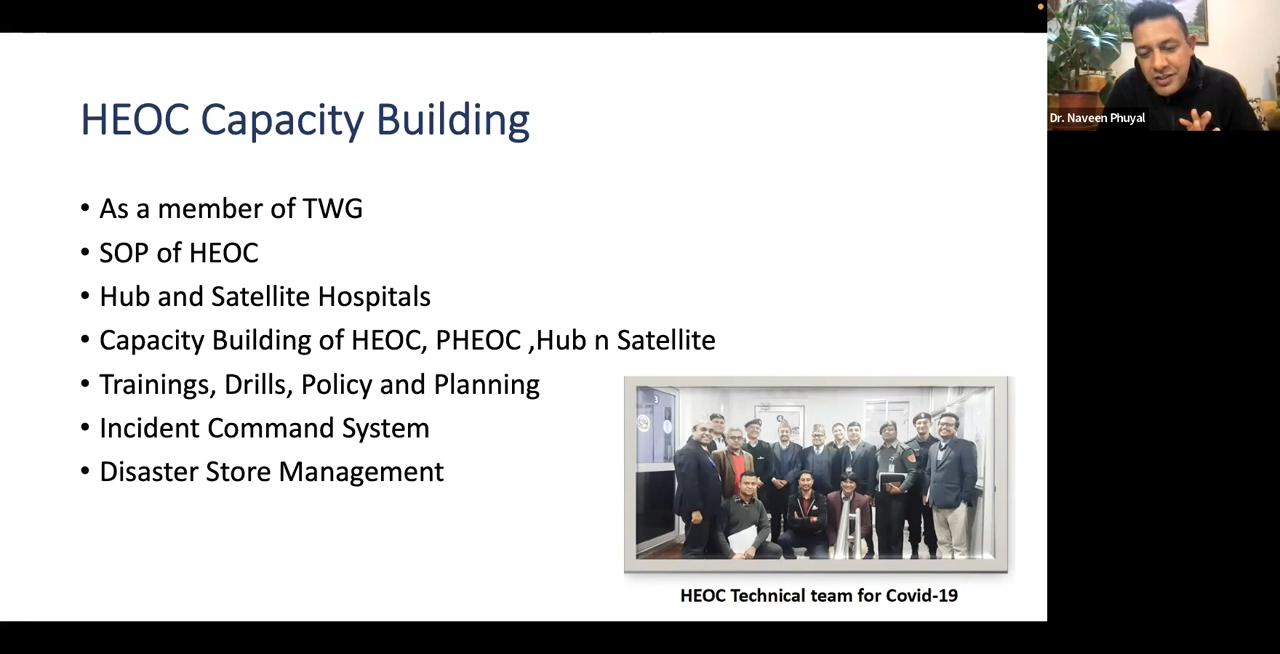 HEOC Capacity Building
• As a member of TWG
• SOP of HEOC
• Hub and Satellite Hospitals
• Capacity Building of HEOC, PHEOC ,Hub n Satellite
• Trainings, Drills, Policy and Planning
• Incident Command System
• Disaster Store Management
HEOC Technical team for Covid-19
Dr. Naveen Phuyal